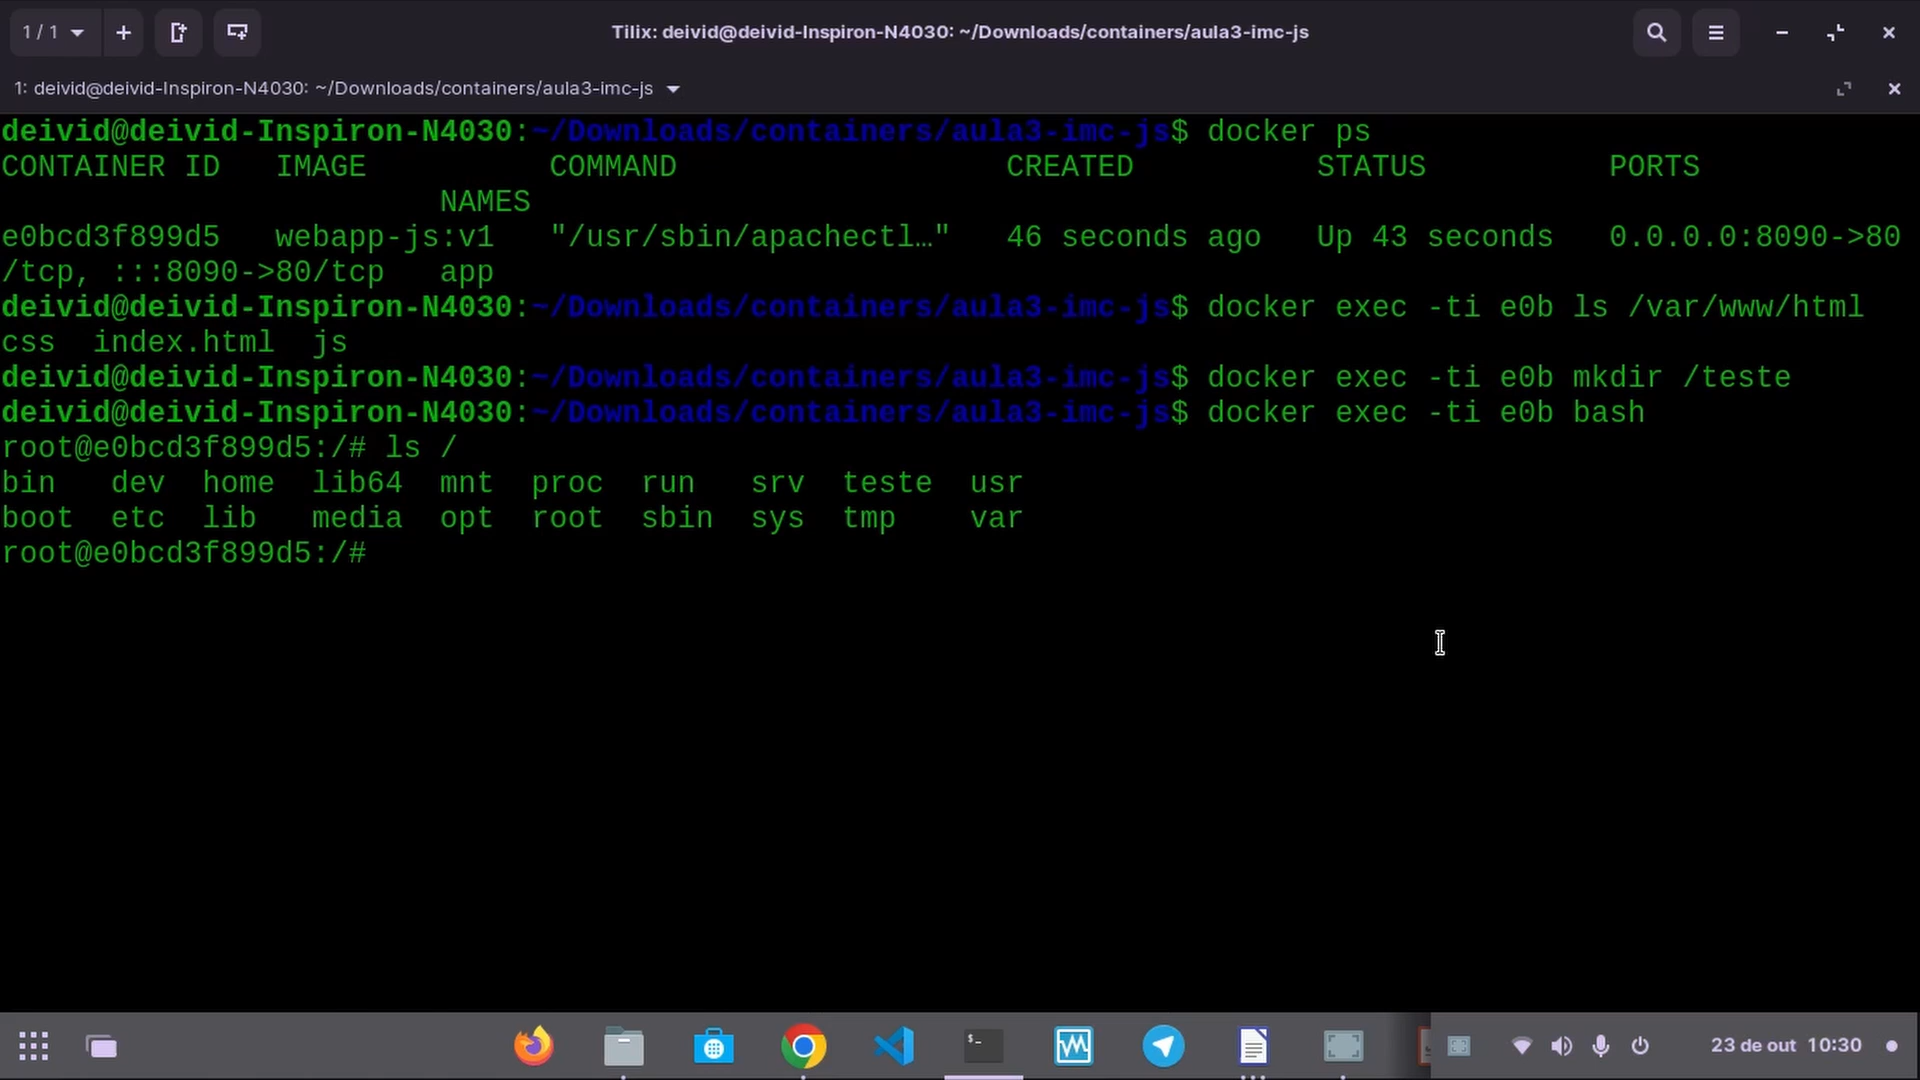 1 / 1
Tilix: deivid@deivid-Inspiron-N4030: ~/Downloads/containers/aula3-imc-js
1: deivid@deivid-Inspiron-N4030: ~/Downloads/containers/aula3-imc-js
deivid@deivid-Inspiron-N4030:~/Downloads/containers/aula3-imc-js$ docker ps
CONTAINER ID   IMAGE          COMMAND                  CREATED          STATUS          PORTS
                        NAMES
e0bcd3f899d5   webapp-js:v1   "/usr/sbin/apachectl…"   46 seconds ago   Up 43 seconds   0.0.0.0:8090->80
/tcp, :::8090->80/tcp   app
deivid@deivid-Inspiron-N4030:~/Downloads/containers/aula3-imc-js$ docker exec -ti e0b ls /var/www/html
css  index.html  js
deivid@deivid-Inspiron-N4030:~/Downloads/containers/aula3-imc-js$ docker exec -ti e0b mkdir /teste
deivid@deivid-Inspiron-N4030:~/Downloads/containers/aula3-imc-js$ docker exec -ti e0b bash
root@e0bcd3f899d5:/# ls /
bin   dev  home  lib64  mnt  proc  run   srv  teste  usr
boot  etc  lib   media  opt  root  sbin  sys  tmp    var
root@e0bcd3f899d5:/#
23 de out  10:30